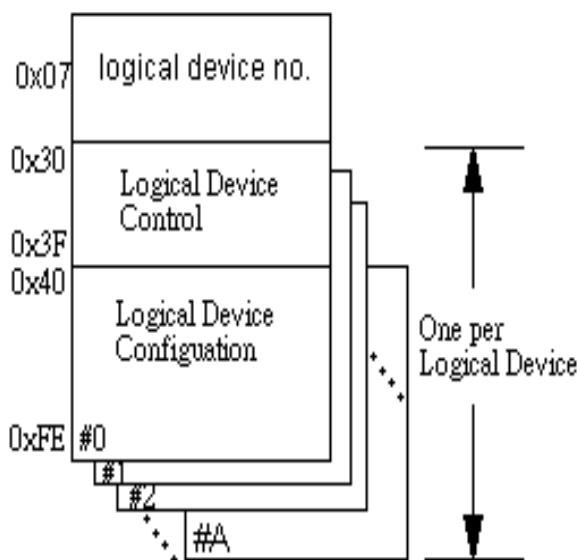 0x07
logical device no.
0x30
Logical Device
Control
0x3F
0x40
Logical Device
Configuation
One per
Logical Device
0xFE
#0
#1
#2
#A